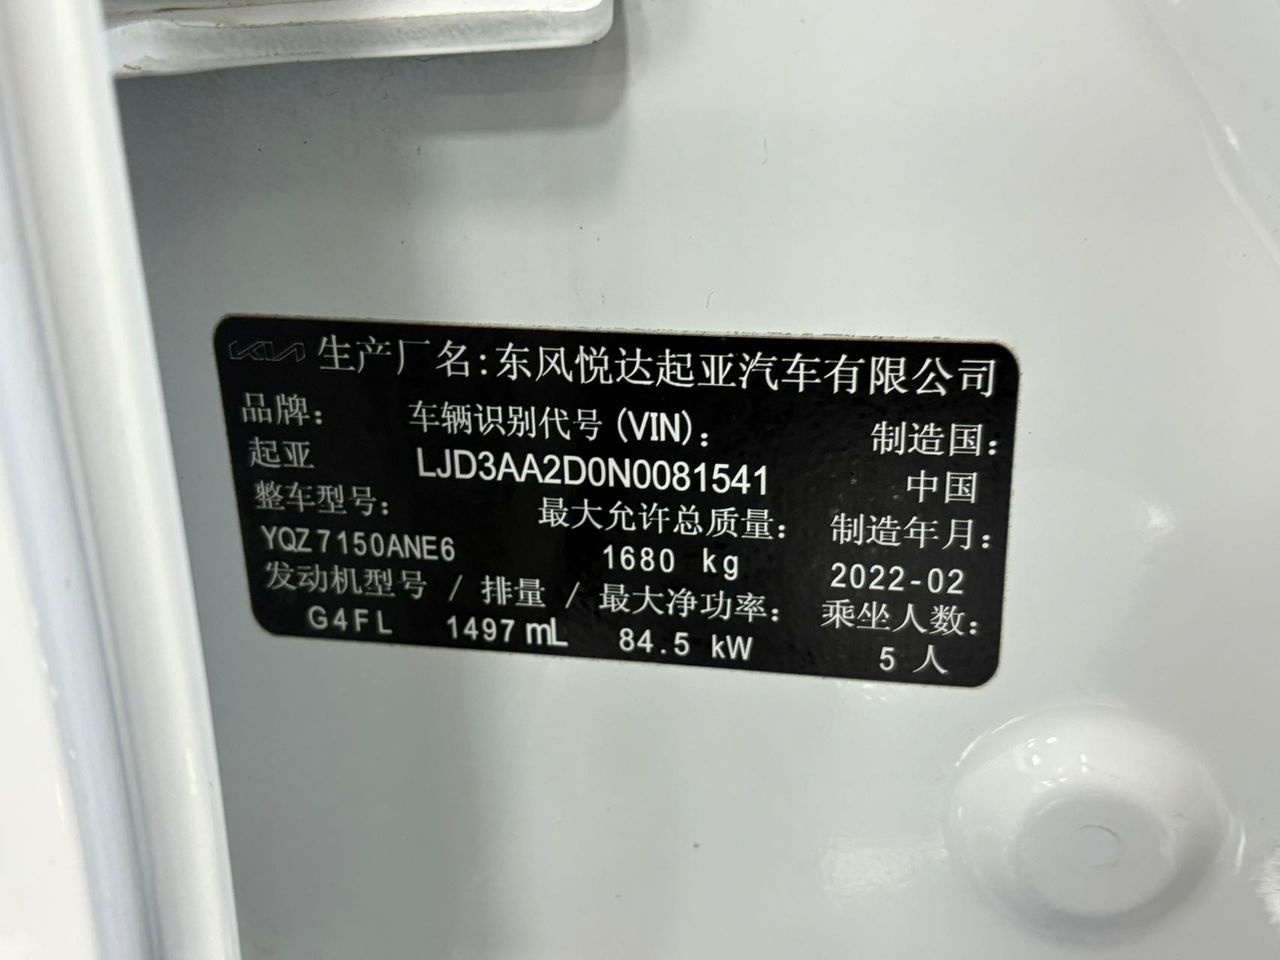 KIA 生产厂名:东风悦达起亚汽车有限公司
品牌: 车辆识别代号(VIN): 制造国:
起亚 LJD3AA2D0N0081541 中国
整车型号: 最大允许总质量: 制造年月:
YQZ7150ANE6 1680 kg 2022-02
发动机型号 / 排量 / 最大净功率: 乘坐人数:
G4FL 1497 mL 84.5 kW 5 人